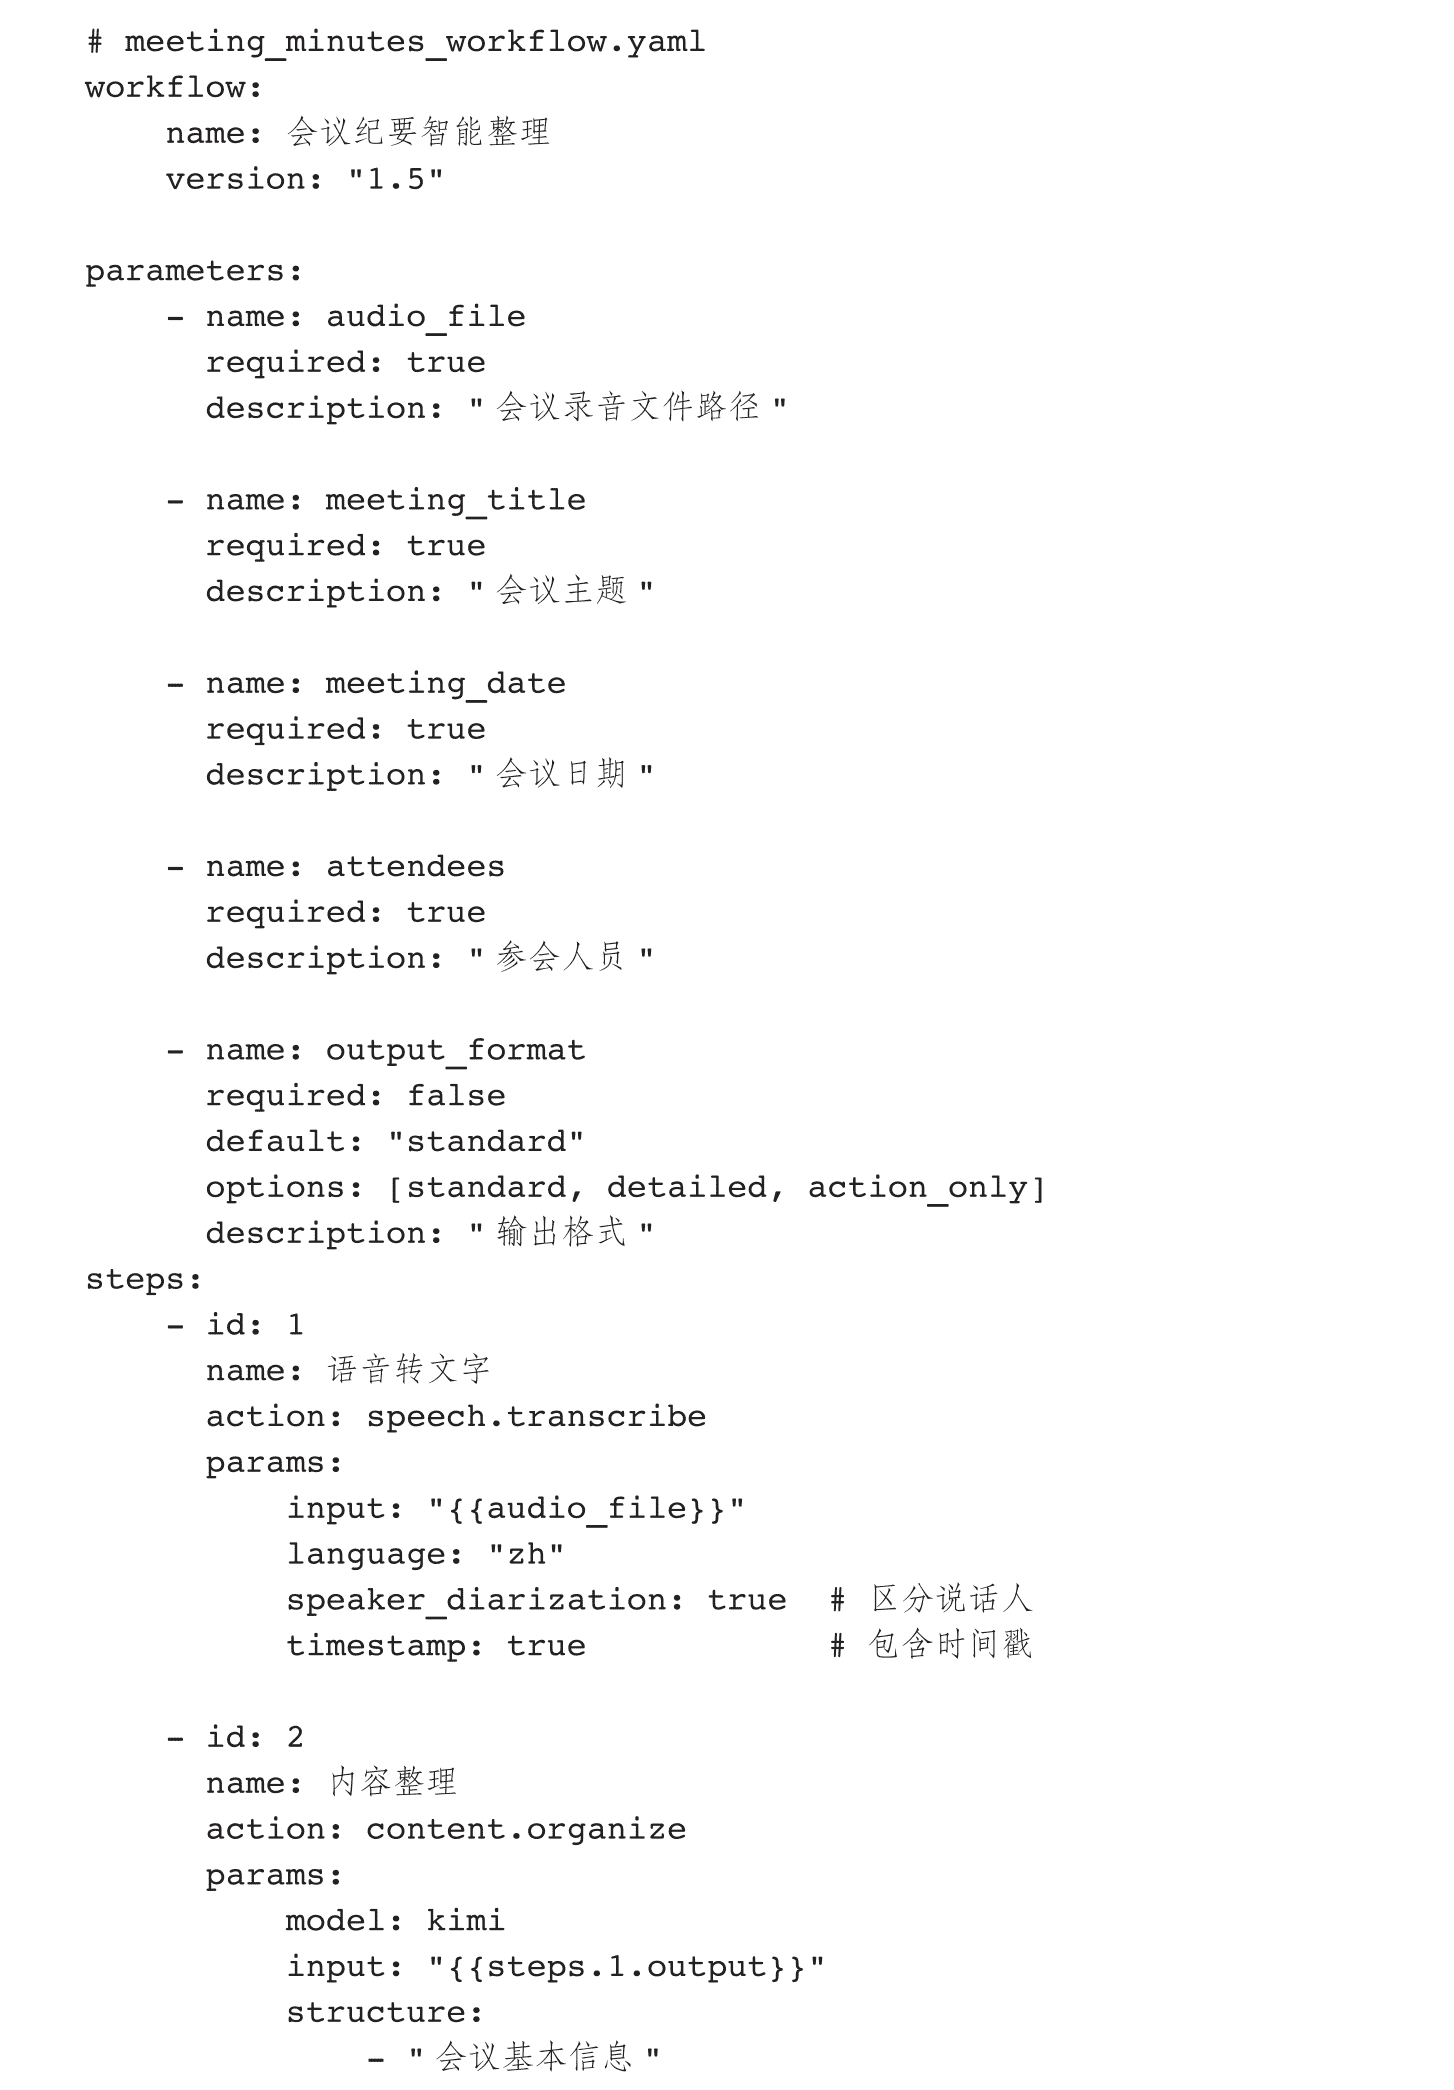 # meeting_minutes_workflow.yaml
workflow:
    name: 会议纪要智能整理
    version: "1.5"

parameters:
    - name: audio_file
      required: true
      description: "会议录音文件路径"

    - name: meeting_title
      required: true
      description: "会议主题"

    - name: meeting_date
      required: true
      description: "会议日期"

    - name: attendees
      required: true
      description: "参会人员"

    - name: output_format
      required: false
      default: "standard"
      options: [standard, detailed, action_only]
      description: "输出格式"
steps:
    - id: 1
      name: 语音转文字
      action: speech.transcribe
      params:
          input: "{{audio_file}}"
          language: "zh"
          speaker_diarization: true  # 区分说话人
          timestamp: true            # 包含时间戳

    - id: 2
      name: 内容整理
      action: content.organize
      params:
          model: kimi
          input: "{{steps.1.output}}"
          structure:
              - "会议基本信息"